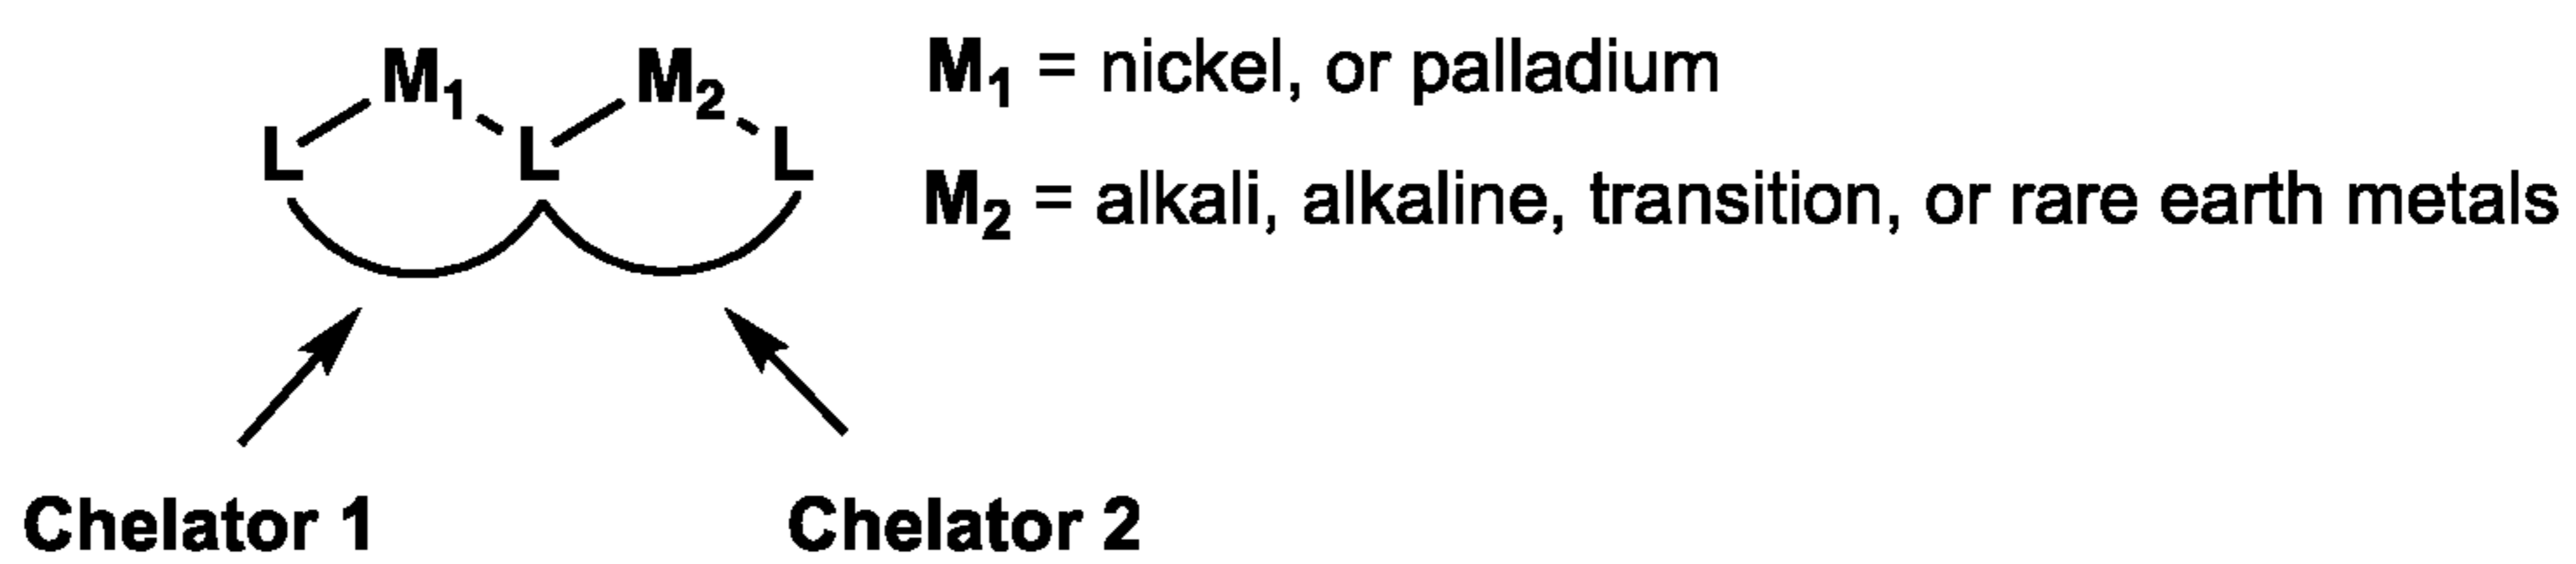 M₁ M₂ M₁ = nickel, or palladium
L L L M₂ = alkali, alkaline, transition, or rare earth metals
Chelator 1 Chelator 2